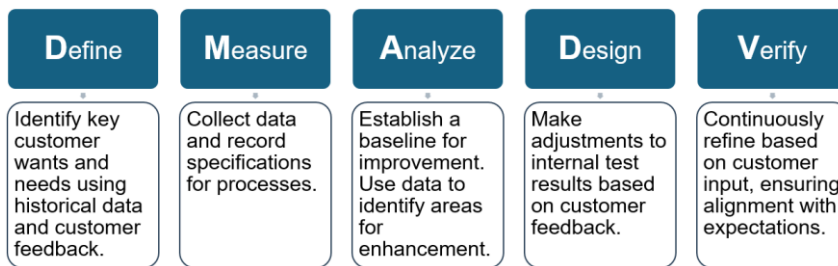 Define
Measure
Analyze
Design
Verify
Identify key
customer
wants and
needs using
historical data
and customer
feedback.
Collect data
and record
specifications
for processes.
Establish a
baseline for
improvement.
Use data to
identify areas
for
enhancement.
Make
adjustments to
internal test
results based
on customer
feedback.
Continuously
refine based
on customer
input, ensuring
alignment with
expectations.